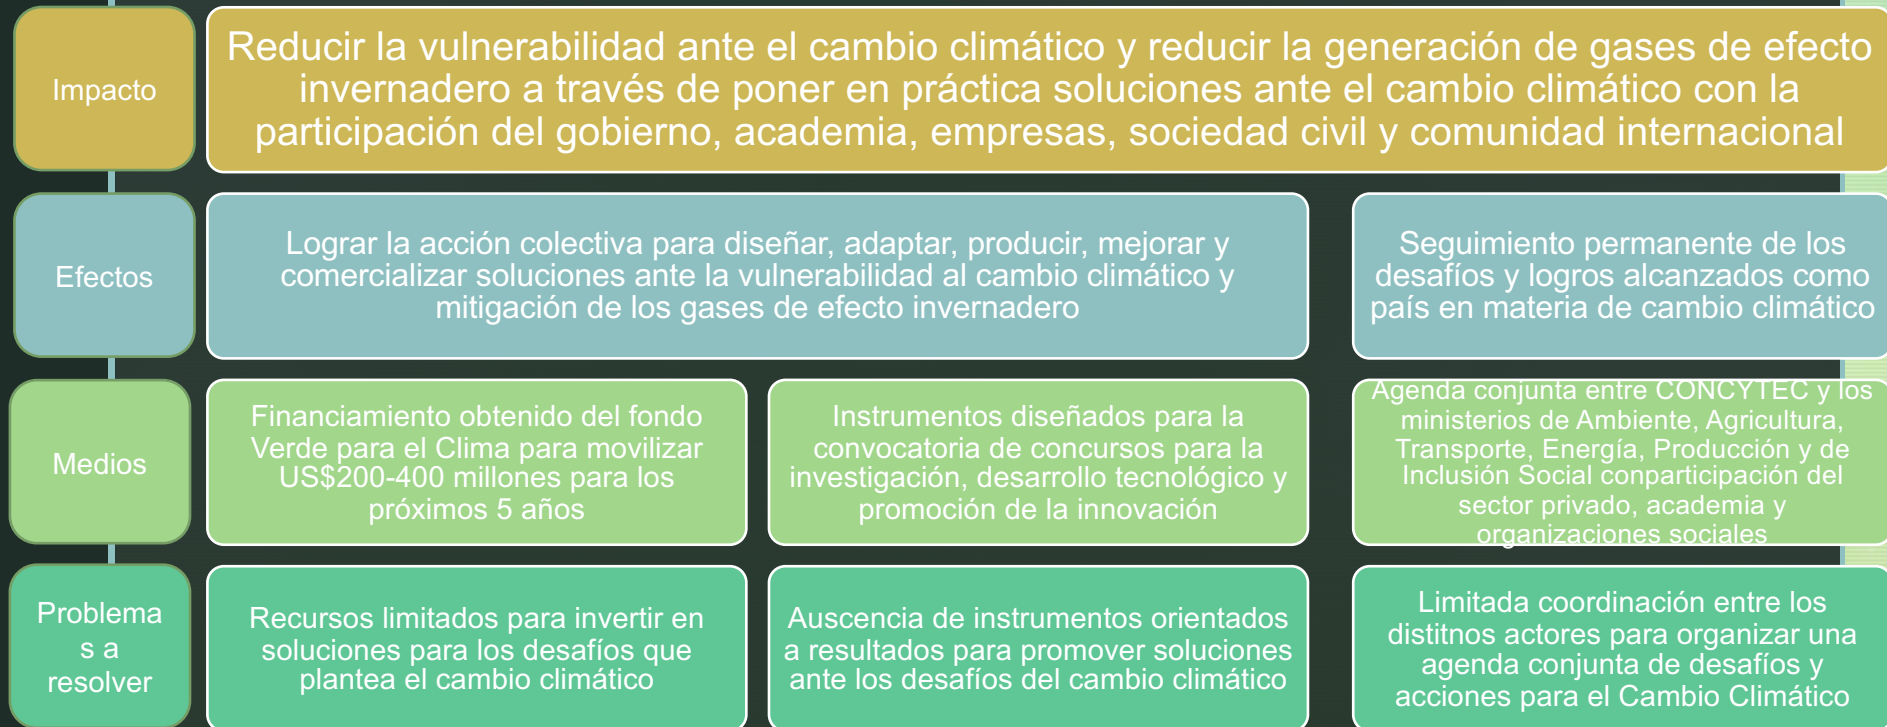 Impacto
Reducir la vulnerabilidad ante el cambio climático y reducir la generación de gases de efecto
invernadero a través de poner en práctica soluciones ante el cambio climático con la
participación del gobierno, academia, empresas, sociedad civil y comunidad internacional
Efectos
Lograr la acción colectiva para diseñar, adaptar, producir, mejorar y
comercializar soluciones ante la vulnerabilidad al cambio climático y
mitigación de los gases de efecto invernadero
Seguimiento permanente de los
desafíos y logros alcanzados como
país en materia de cambio climático
Medios
Financiamiento obtenido del fondo
Verde para el Clima para movilizar
US$200-400 millones para los
próximos 5 años
Instrumentos diseñados para la
convocatoria de concursos para la
investigación, desarrollo tecnológico y
promoción de la innovación
Agenda conjunta entre CONCYTEC y los
ministerios de Ambiente, Agricultura,
Transporte, Energía, Producción y de
Inclusión Social conparticipación del
sector privado, academia y
organizaciones sociales
Problema
s a
resolver
Recursos limitados para invertir en
soluciones para los desafíos que
plantea el cambio climático
Auscencia de instrumentos orientados
a resultados para promover soluciones
ante los desafíos del cambio climático
Limitada coordinación entre los
distitnos actores para organizar una
agenda conjunta de desafíos y
acciones para el Cambio Climático